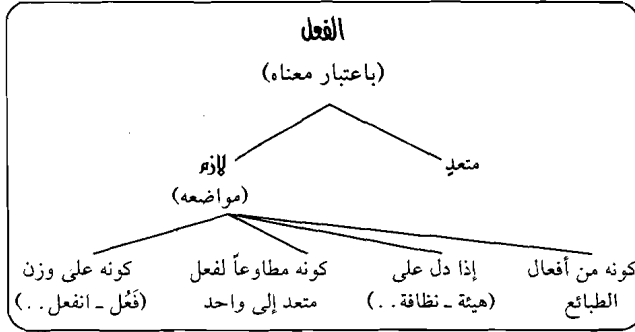 الفعل
(باعتبار معناه)
متعدٍ
لازم
(مواضعه)
كونه من أفعال
الطبائع
إذا دل على
(هيئة ـ نظافة..)
كونه مطاوعاً لفعل
متعد إلى واحد
كونه على وزن
(فَعُل ـ انفعل..)